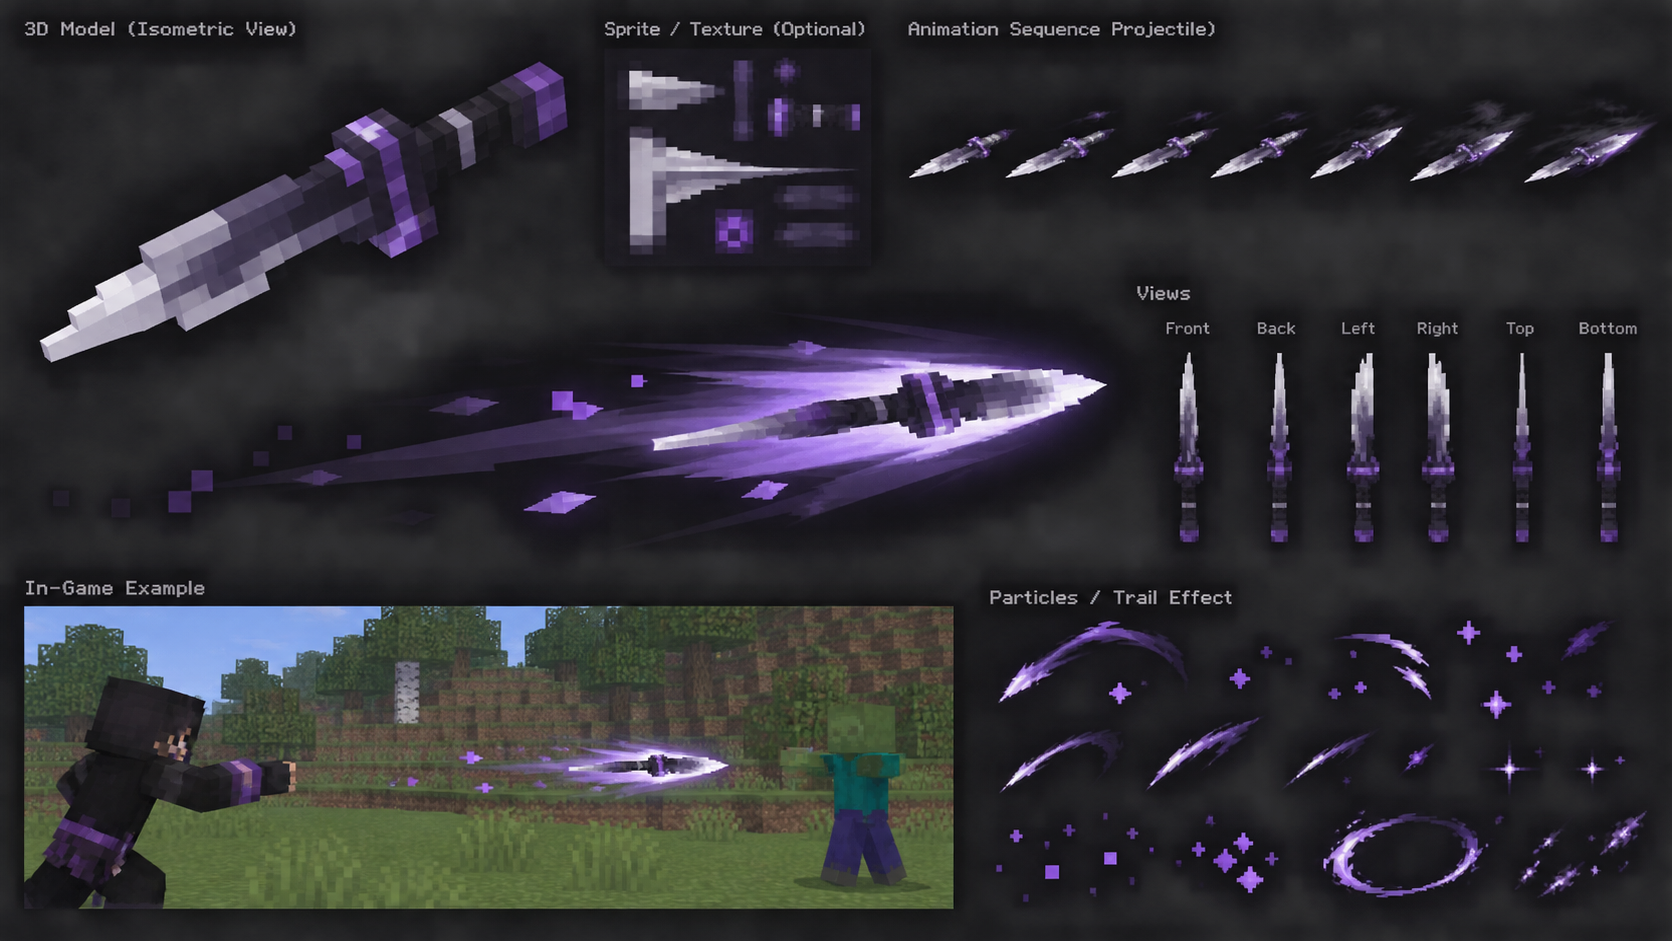 3D Model (Isometric View)
Sprite / Texture (Optional)
Animation Sequence Projectile)
Views
Front
Back
Left
Right
Top
Bottom
In-Game Example
Particles / Trail Effect